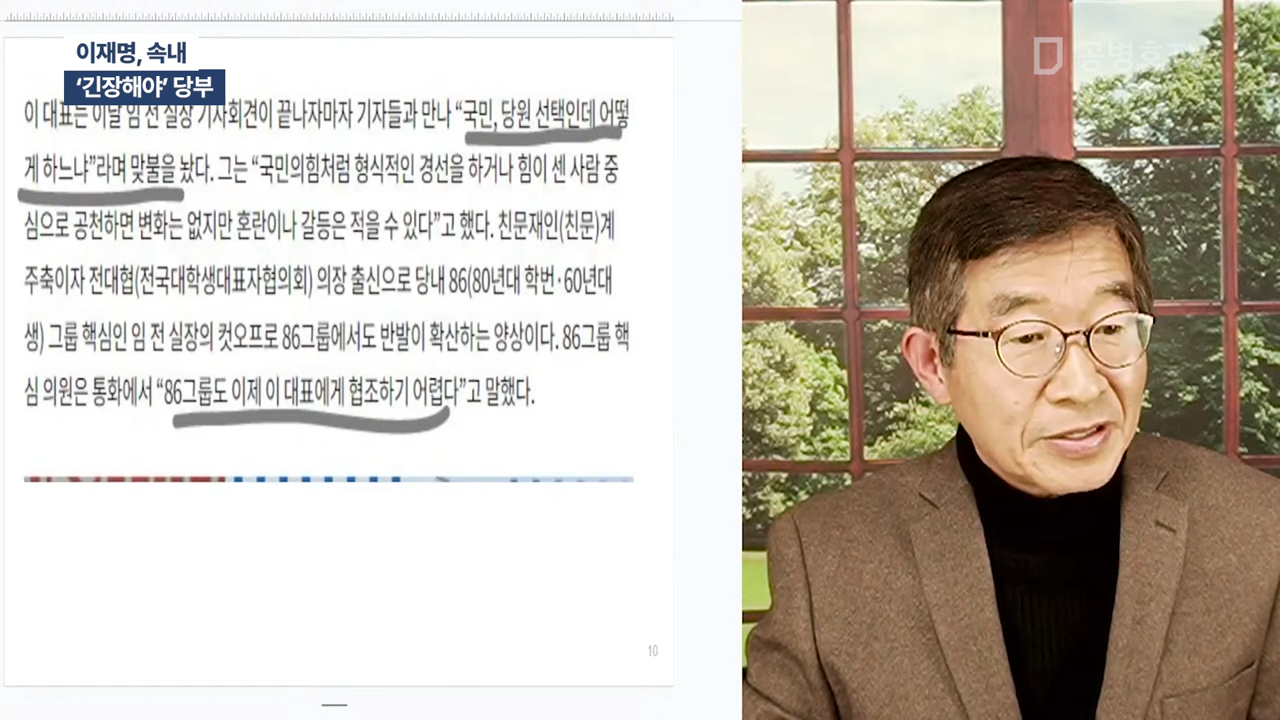 이재명, 속내
‘긴장해야’ 당부
이 대표는 이날 임 전 실장 기자회견이 끝나자마자 기자들과 만나 “국민, 당원 선택인데 어떻
게 하느냐”라며 맞불을 놨다. 그는 “국민의힘처럼 형식적인 경선을 하거나 힘이 센 사람 중
심으로 공천하면 변화는 없지만 혼란이나 갈등은 적을 수 있다”고 했다. 친문재인(친문)계
주축이자 전대협(전국대학생대표자협의회) 의장 출신으로 당내 86(80년대 학번·60년대
생) 그룹 핵심인 임 전 실장의 컷오프로 86그룹에서도 반발이 확산하는 양상이다. 86그룹 핵
심 의원은 통화에서 “86그룹도 이제 이 대표에게 협조하기 어렵다”고 말했다.
10